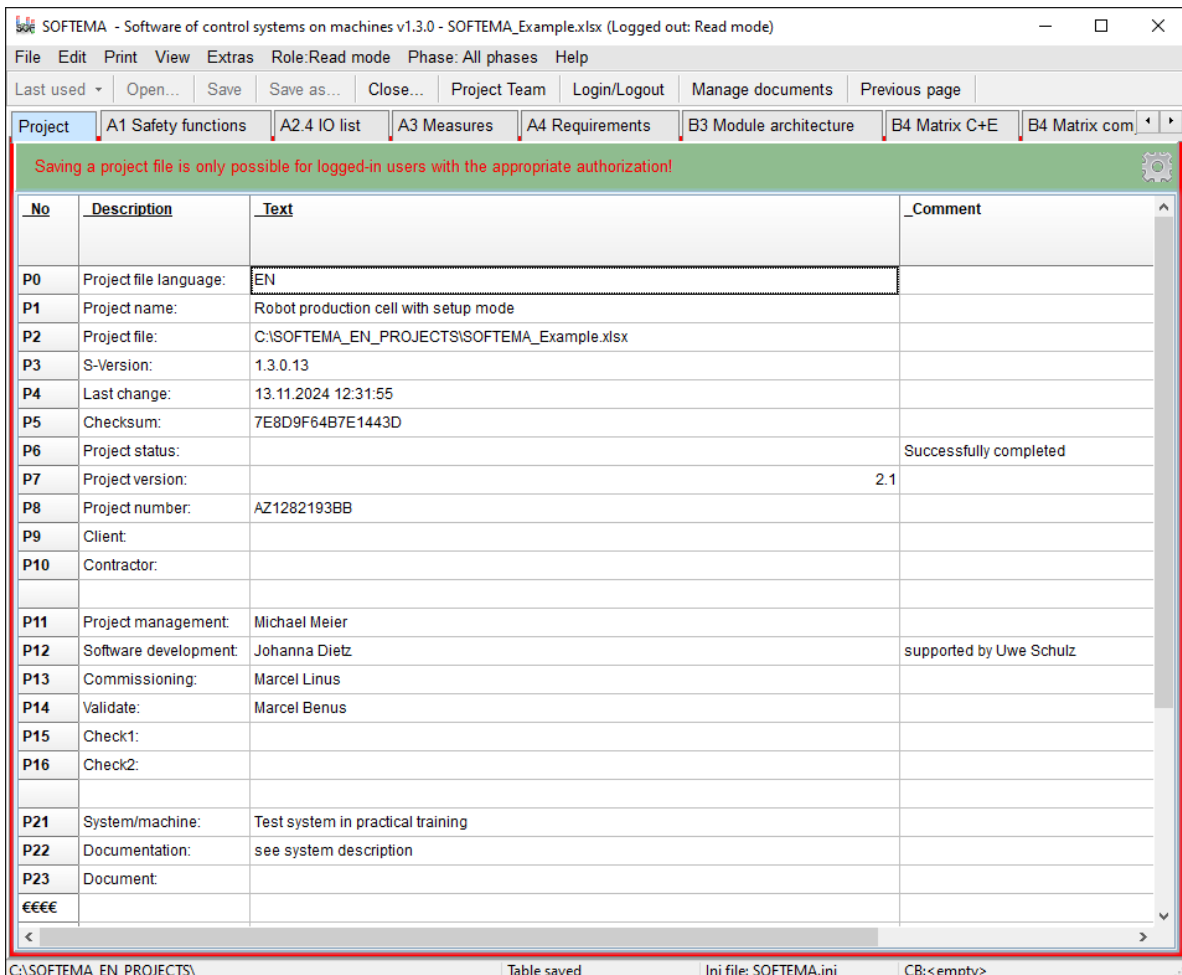 SOFTEMA - Software of control systems on machines v1.3.0 - SOFTEMA_Example.xlsx (Logged out: Read mode)
File Edit Print View Extras Role:Read mode Phase: All phases Help
Last used Open... Save Save as... Close... Project Team Login/Logout Manage documents Previous page
Project A1 Safety functions A2.4 IO list A3 Measures A4 Requirements B3 Module architecture B4 Matrix C+E B4 Matrix com
Saving a project file is only possible for logged-in users with the appropriate authorization!
_No _Description _Text _Comment
P0 Project file language: EN
P1 Project name: Robot production cell with setup mode
P2 Project file: C:\SOFTEMA_EN_PROJECTS\SOFTEMA_Example.xlsx
P3 S-Version: 1.3.0.13
P4 Last change: 13.11.2024 12:31:55
P5 Checksum: 7E8D9F64B7E1443D
P6 Project status: Successfully completed
P7 Project version: 2.1
P8 Project number: AZ1282193BB
P9 Client:
P10 Contractor:
P11 Project management: Michael Meier
P12 Software development: Johanna Dietz supported by Uwe Schulz
P13 Commissioning: Marcel Linus
P14 Validate: Marcel Benus
P15 Check1:
P16 Check2:
P21 System/machine: Test system in practical training
P22 Documentation: see system description
P23 Document:
€€€€
C:\SOFTEMA_EN_PROJECTS\ Table saved Ini file: SOFTEMA.ini CB:<empty>